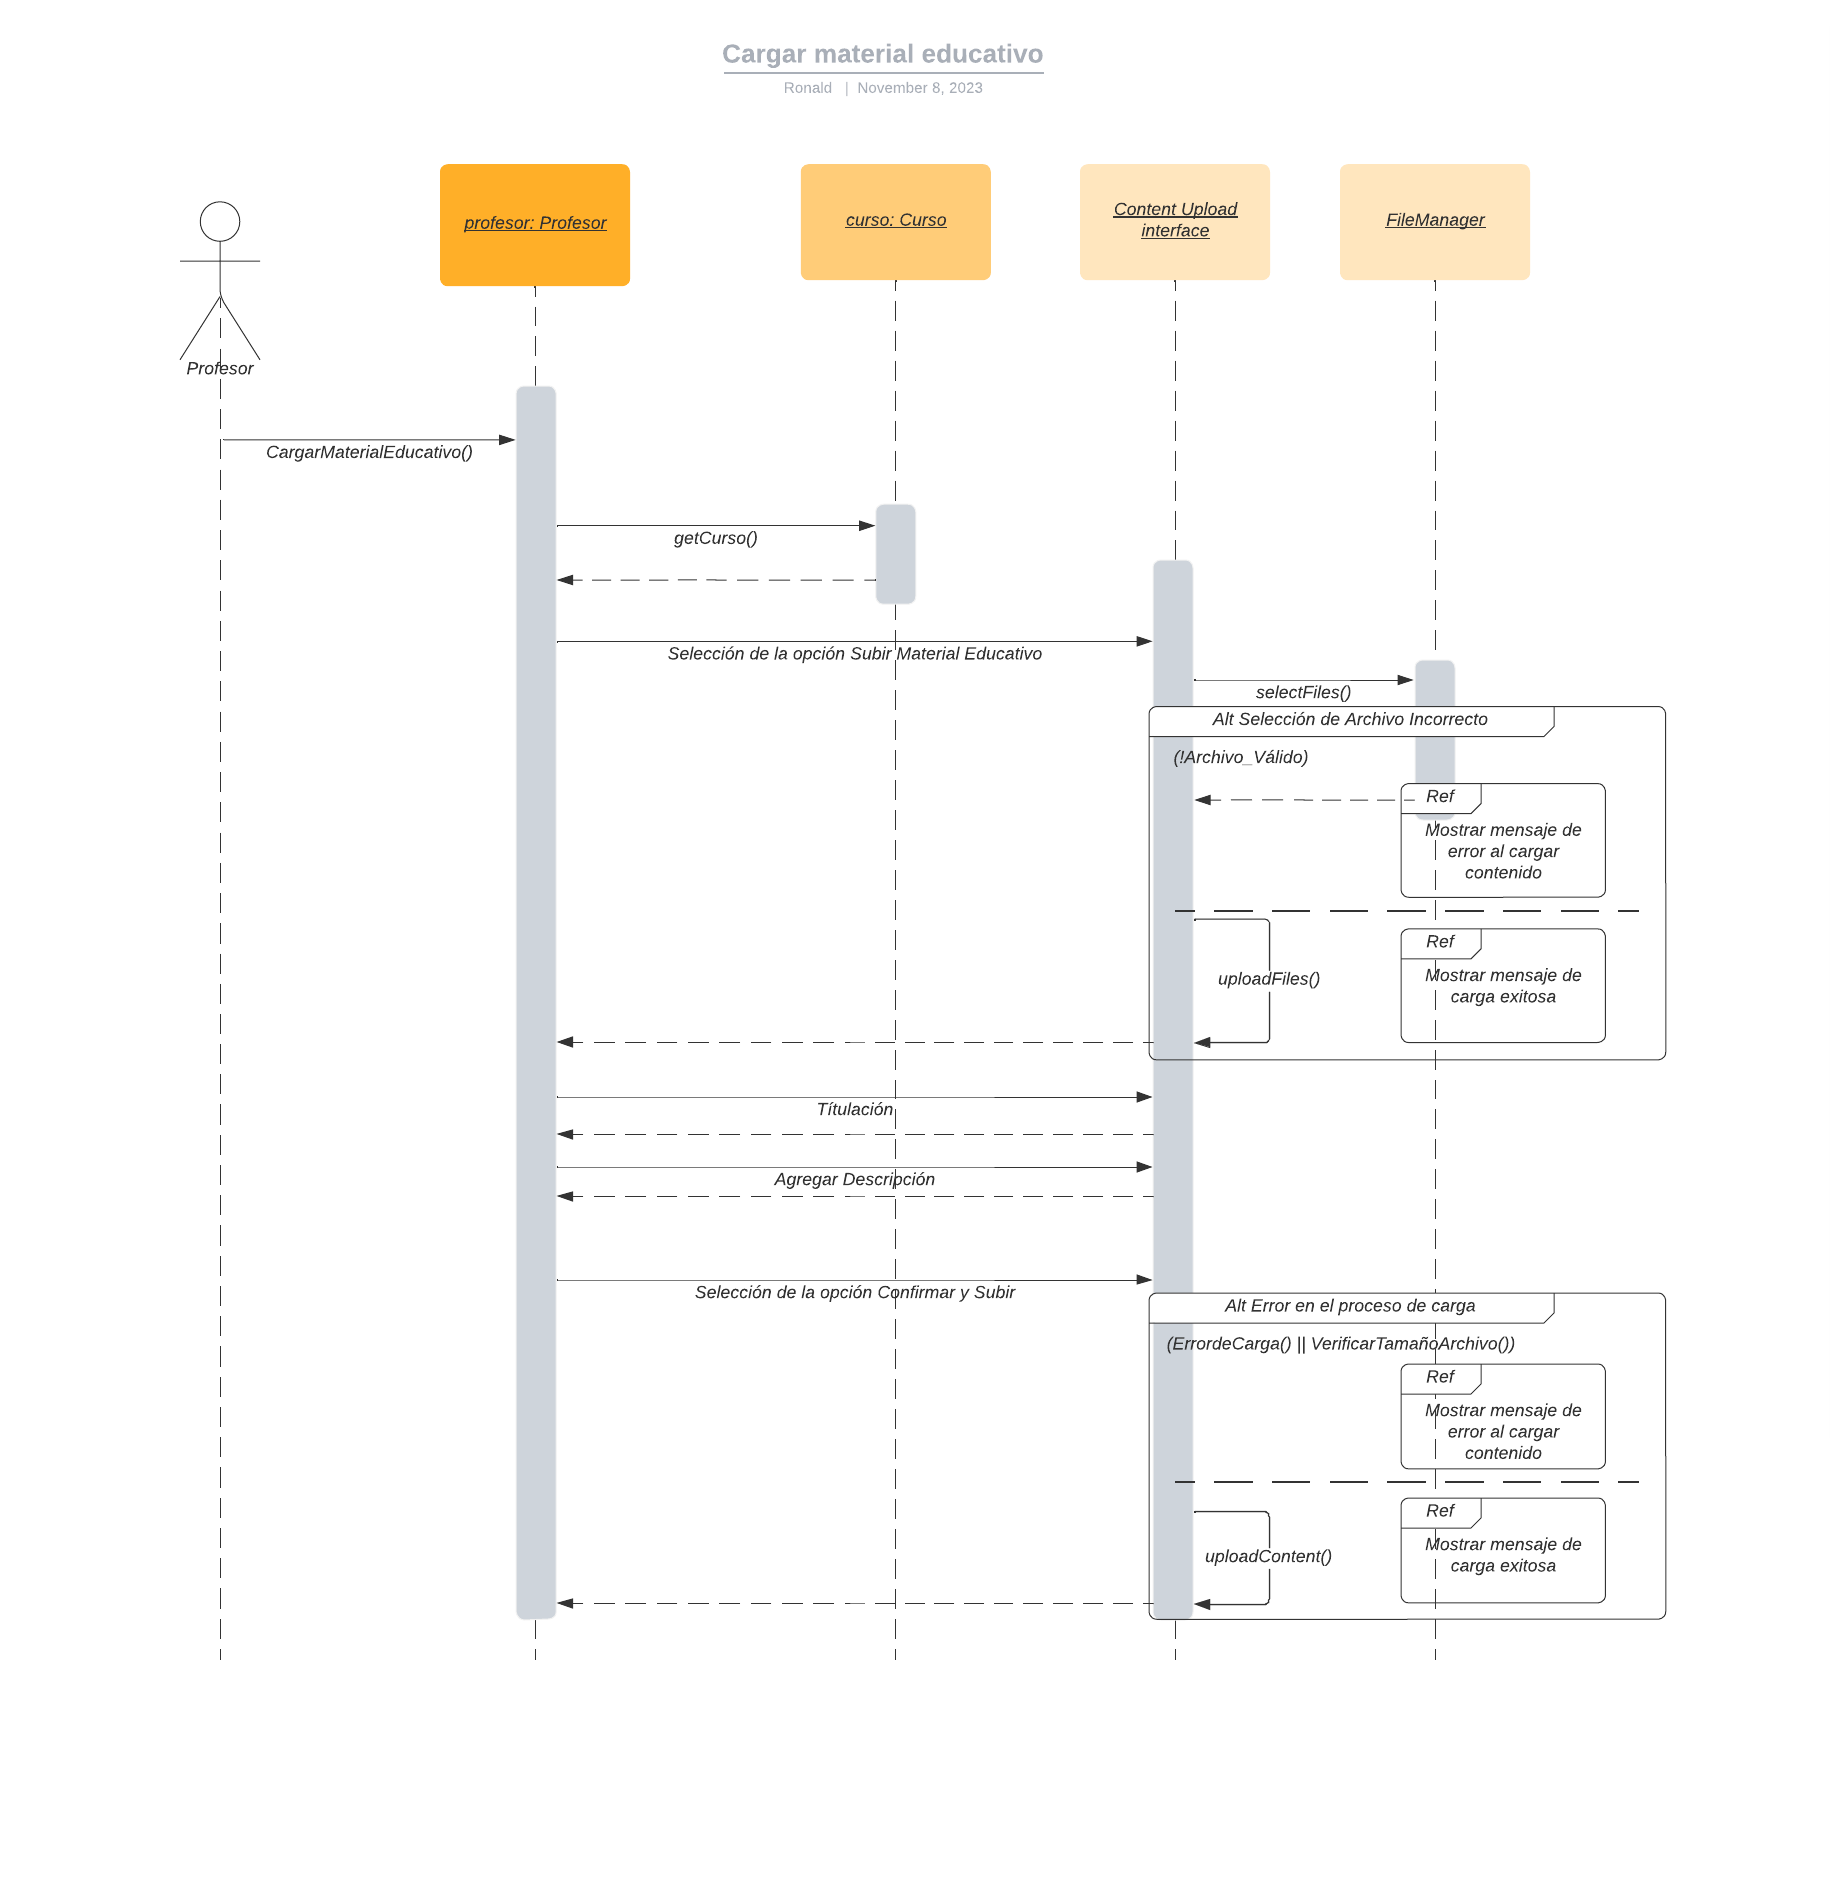 Cargar material educativo
Ronald | November 8, 2023
profesor: Profesor
curso: Curso
Content Upload
interface
FileManager
Profesor
CargarMaterialEducativo()
getCurso()
Selección de la opción Subir Material Educativo
selectFiles()
Alt Selección de Archivo Incorrecto
(!Archivo_Válido)
Ref
Mostrar mensaje de
error al cargar
contenido
Ref
uploadFiles()
Mostrar mensaje de
carga exitosa
Títulación
Agregar Descripción
Selección de la opción Confirmar y Subir
Alt Error en el proceso de carga
(ErrordeCarga() || VerificarTamañoArchivo())
Ref
Mostrar mensaje de
error al cargar
contenido
Ref
uploadContent()
Mostrar mensaje de
carga exitosa